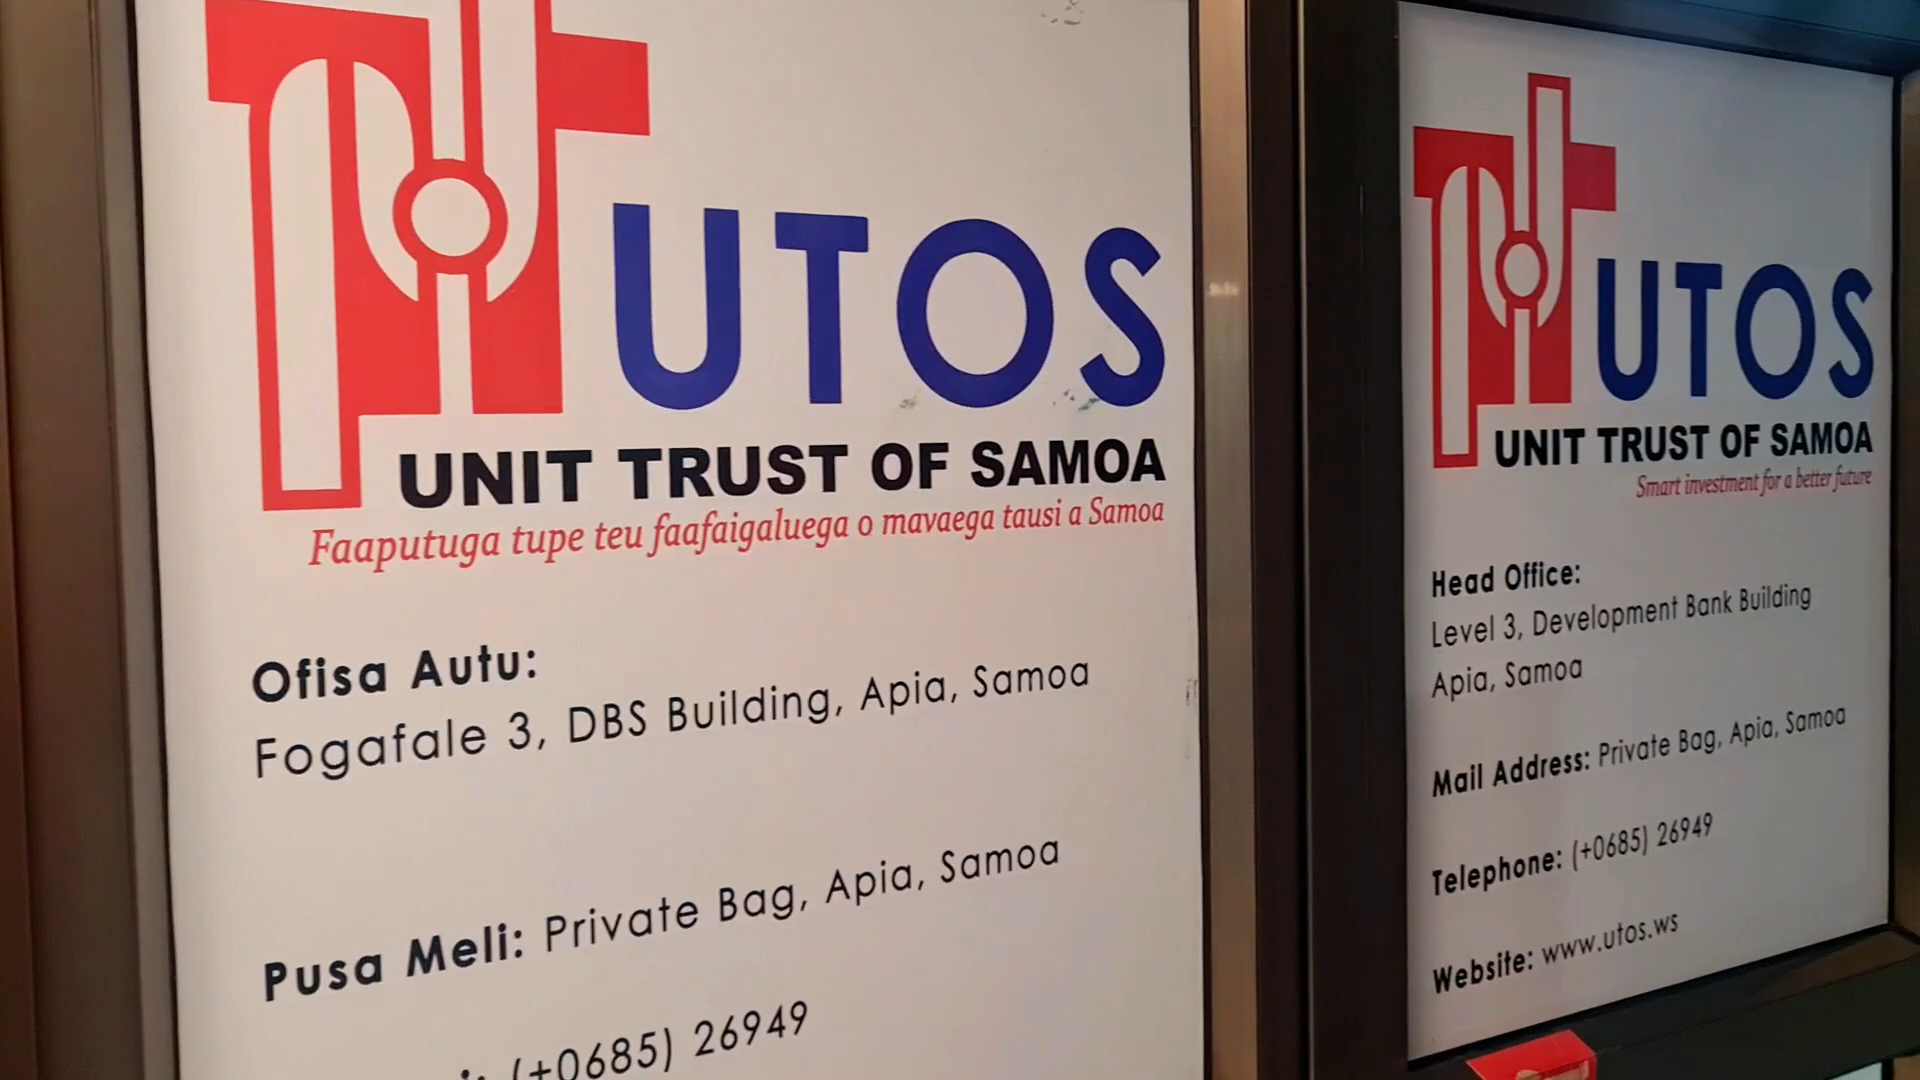 UTOS
UNIT TRUST OF SAMOA
Faaputuga tupe teu faafaigaluega o mavaega tausi a Samoa
Ofisa Autu:
Fogafale 3, DBS Building, Apia, Samoa
Pusa Meli: Private Bag, Apia, Samoa
(+0685) 26949
UTOS
UNIT TRUST OF SAMOA
Smart investment for a better future
Head Office:
Level 3, Development Bank Building
Apia, Samoa
Mail Address: Private Bag, Apia, Samoa
Telephone: (+0685) 26949
Website: www.utos.ws